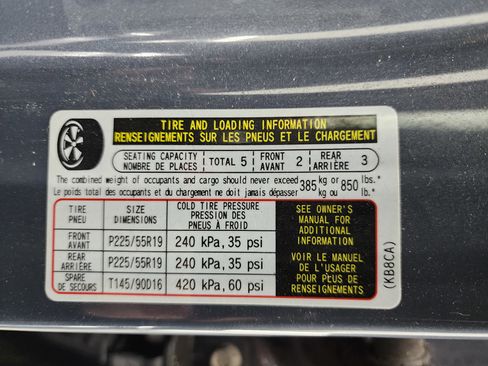 TIRE AND LOADING INFORMATION
RENSEIGNEMENTS SUR LES PNEUS ET LE CHARGEMENT
SEATING CAPACITY
NOMBRE DE PLACES
TOTAL 5
FRONT
AVANT
2
REAR
ARRIÈRE
3
The combined weight of occupants and cargo should never exceed
Le poids total des occupants et du chargement ne doit jamais dépasser
385 kg or 850 lbs.*
kg ou lb.*
TIRE
PNEU
SIZE
DIMENSIONS
COLD TIRE PRESSURE
PRESSION DES
PNEUS À FROID
FRONT
AVANT
P225/55R19
240 kPa, 35 psi
REAR
ARRIÈRE
P225/55R19
240 kPa, 35 psi
SPARE
DE SECOURS
T145/90D16
420 kPa, 60 psi
SEE OWNER'S
MANUAL FOR
ADDITIONAL
INFORMATION
VOIR LE MANUEL
DE L'USAGER
POUR PLUS DE
RENSEIGNEMENTS
(KB8CA)